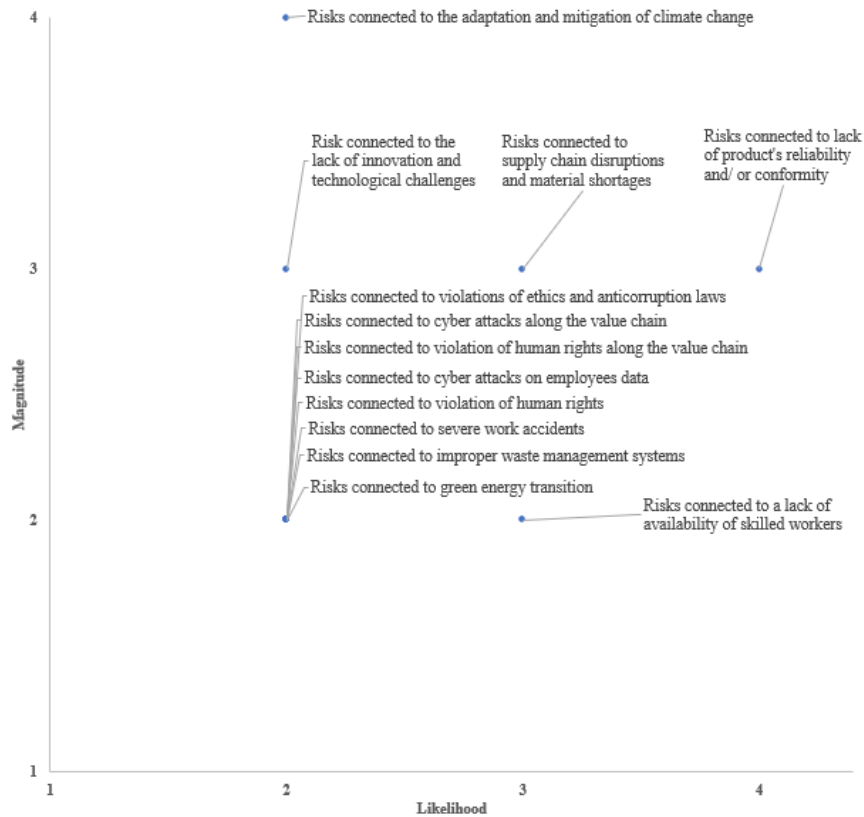 4
Risks connected to the adaptation and mitigation of climate change
Risk connected to the
lack of innovation and
technological challenges
Risks connected to
supply chain disruptions
and material shortages
Risks connected to lack
of product's reliability
and/ or conformity
3
Risks connected to violations of ethics and anticorruption laws
Risks connected to cyber attacks along the value chain
Risks connected to violation of human rights along the value chain
Risks connected to cyber attacks on employees data
Risks connected to violation of human rights
Risks connected to severe work accidents
Risks connected to improper waste management systems
Risks connected to green energy transition
Magnitude
2
Risks connected to a lack of
availability of skilled workers
1
1
2
3
4
Likelihood